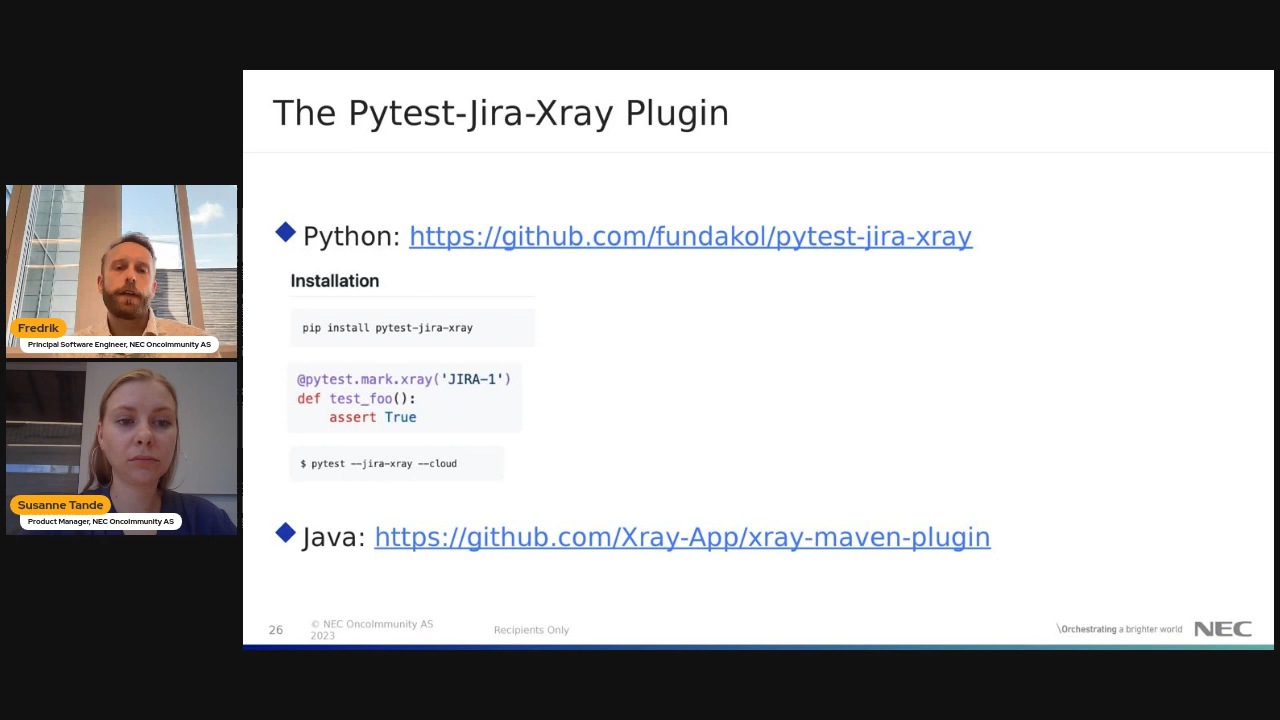 The Pytest-Jira-Xray Plugin
Python: https://github.com/fundakol/pytest-jira-xray
Installation
pip install pytest-jira-xray
@pytest.mark.xray('JIRA-1')
def test_foo():
    assert True
$ pytest --jira-xray --cloud
Java: https://github.com/Xray-App/xray-maven-plugin
26
© NEC OncoImmunity AS
2023
Recipients Only
\Orchestrating a brighter world
NEC
Fredrik
Principal Software Engineer, NEC OncoImmunity AS
Susanne Tande
Product Manager, NEC OncoImmunity AS